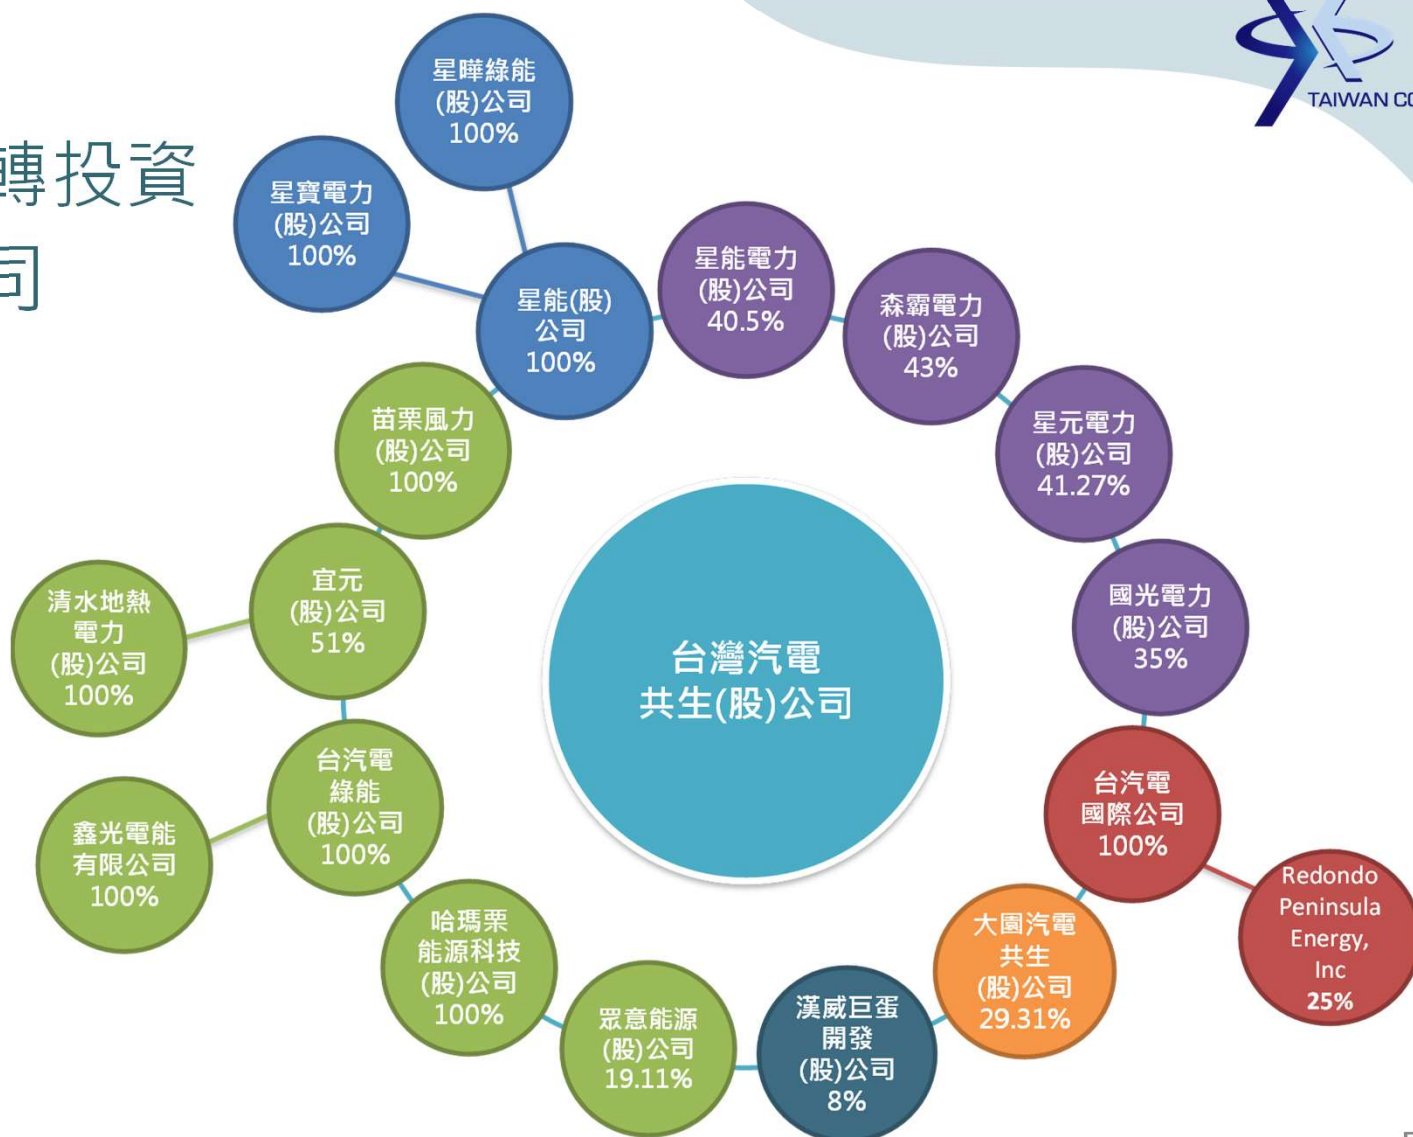 轉投資
司
TAIWAN CO
星曄綠能
(股)公司
100%
星寶電力
(股)公司
100%
星能(股)
公司
100%
星能電力
(股)公司
40.5%
森霸電力
(股)公司
43%
星元電力
(股)公司
41.27%
國光電力
(股)公司
35%
台汽電
國際公司
100%
Redondo
Peninsula
Energy,
Inc
25%
大園汽電
共生
(股)公司
29.31%
漢威巨蛋
開發
(股)公司
8%
眾意能源
(股)公司
19.11%
哈瑪栗
能源科技
(股)公司
100%
台汽電
綠能
(股)公司
100%
鑫光電能
有限公司
100%
宜元
(股)公司
51%
清水地熱
電力
(股)公司
100%
苗栗風力
(股)公司
100%
台灣汽電
共生(股)公司